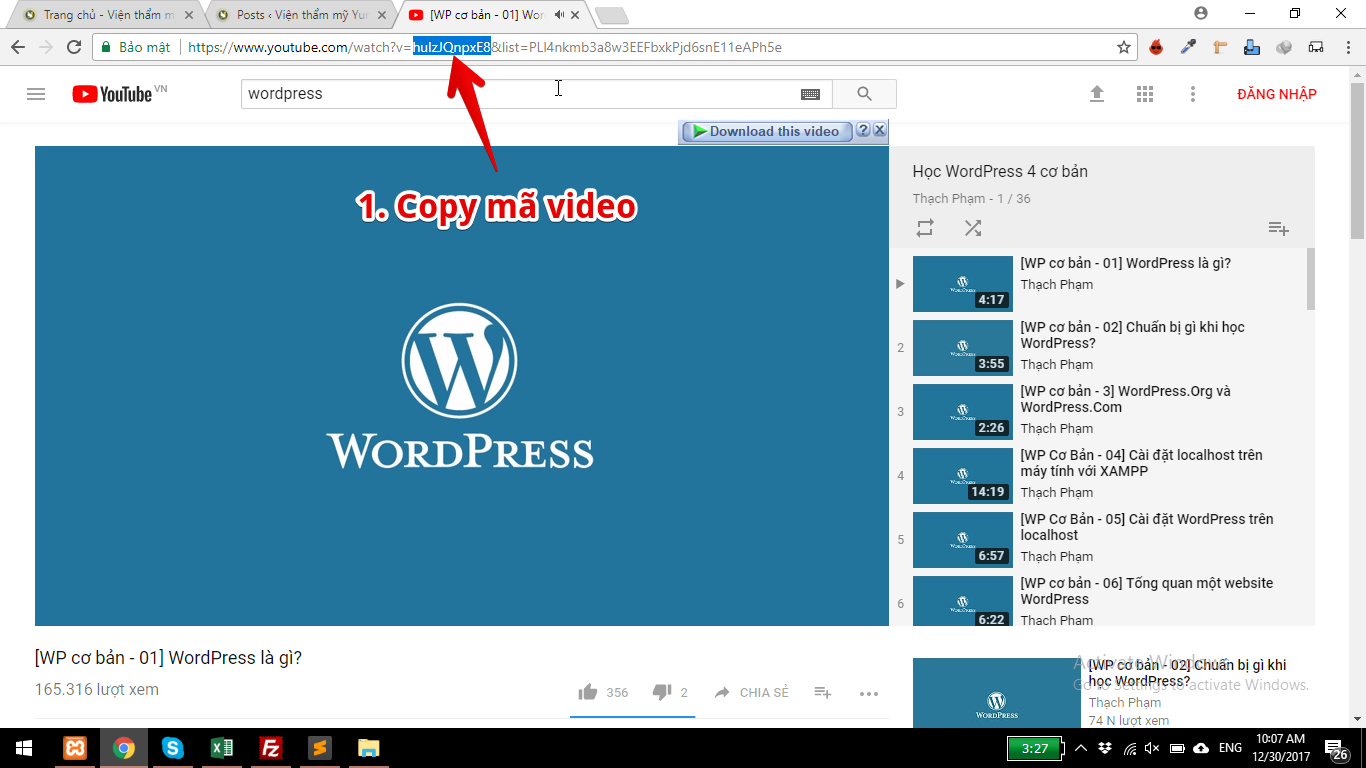 Trang chủ - Viện thẩm m
Posts ‹ Viện thẩm mỹ Yur
[WP cơ bản - 01] Wor
Bảo mật
https://www.youtube.com/watch?v=huIzJQnpxE8&list=PLl4nkmb3a8w3EEFbxkPjd6snE11eAPh5e
YouTube VN
wordpress
ĐĂNG NHẬP
Download this video
? X
1. Copy mã video
WORDPRESS
Học WordPress 4 cơ bản
Thạch Phạm - 1 / 36
[WP cơ bản - 01] WordPress là gì?
Thạch Phạm
4:17
2
[WP cơ bản - 02] Chuẩn bị gì khi học
WordPress?
Thạch Phạm
3:55
3
[WP cơ bản - 3] WordPress.Org và
WordPress.Com
Thạch Phạm
2:26
4
[WP Cơ Bản - 04] Cài đặt localhost trên
máy tính với XAMPP
Thạch Phạm
14:19
5
[WP Cơ Bản - 05] Cài đặt WordPress trên
localhost
Thạch Phạm
6:57
6
[WP cơ bản - 06] Tổng quan một website
WordPress
Thạch Phạm
6:22
[WP cơ bản - 01] WordPress là gì?
165.316 lượt xem
356
2
CHIA SẺ
WORDPRESS
[WP cơ bản - 02] Chuẩn bị gì khi
học WordPress?
Thạch Phạm
74 N lượt xem
Activate Windows
Go to Settings to activate Windows.
3:27
ENG
10:07 AM
12/30/2017
26